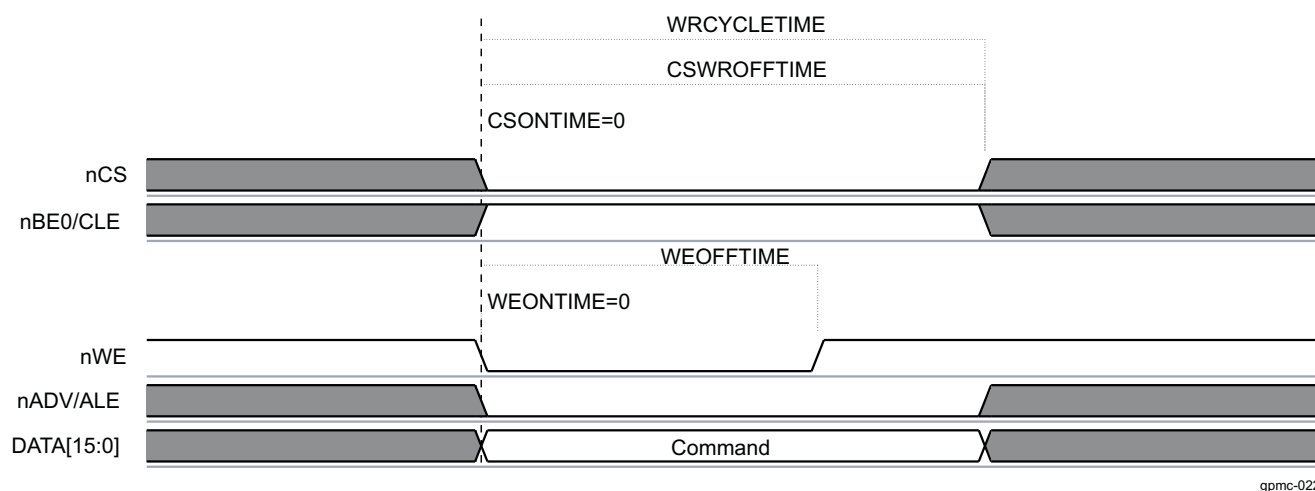 WRCYCLETIME
CSWROFFTIME
CSONTIME=0
nCS
nBE0/CLE
WEOFFTIME
WEONTIME=0
nWE
nADV/ALE
DATA[15:0]
Command